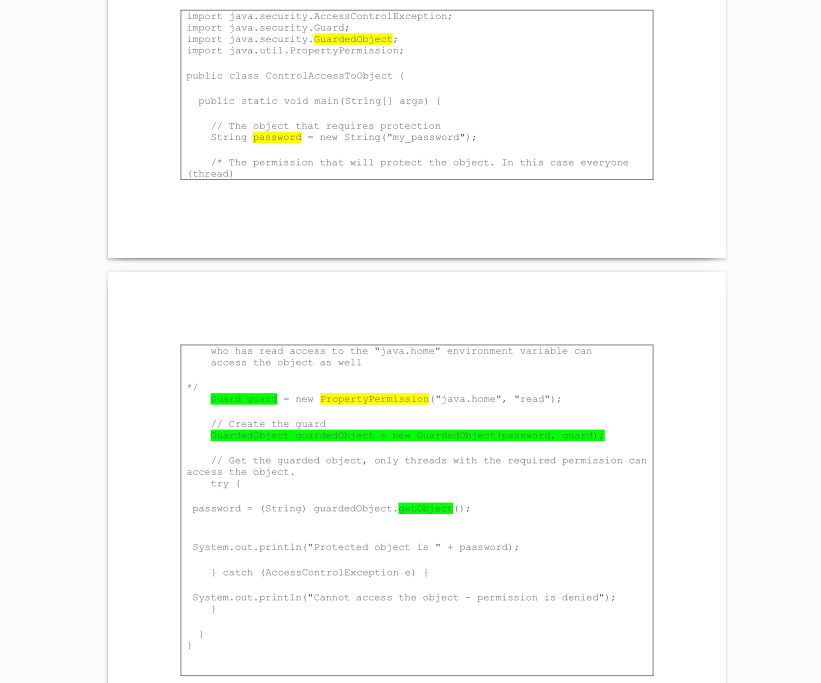 import java.security.AccessControlException;
import java.security.Guard;
import java.security.GuardedObject;
import java.util.PropertyPermission;
public class ControlAccessToObject {
public static void main(String[] args) {
// The object that requires protection
String password = new String("my_password");
/* The permission that will protect the object. In this case everyone
(thread)
who has read access to the "java.home" environment variable can
access the object as well
*/
Guard guard = new PropertyPermission("java.home", "read");
// Create the guard
GuardedObject guardedObject = new GuardedObject(password, guard);
// Get the guarded object, only threads with the required permission can
access the object.
try {
password = (String) guardedObject.getObject();
System.out.println("Protected object is " + password);
} catch (AccessControlException e) {
System.out.println("Cannot access the object - permission is denied");
}
}
}